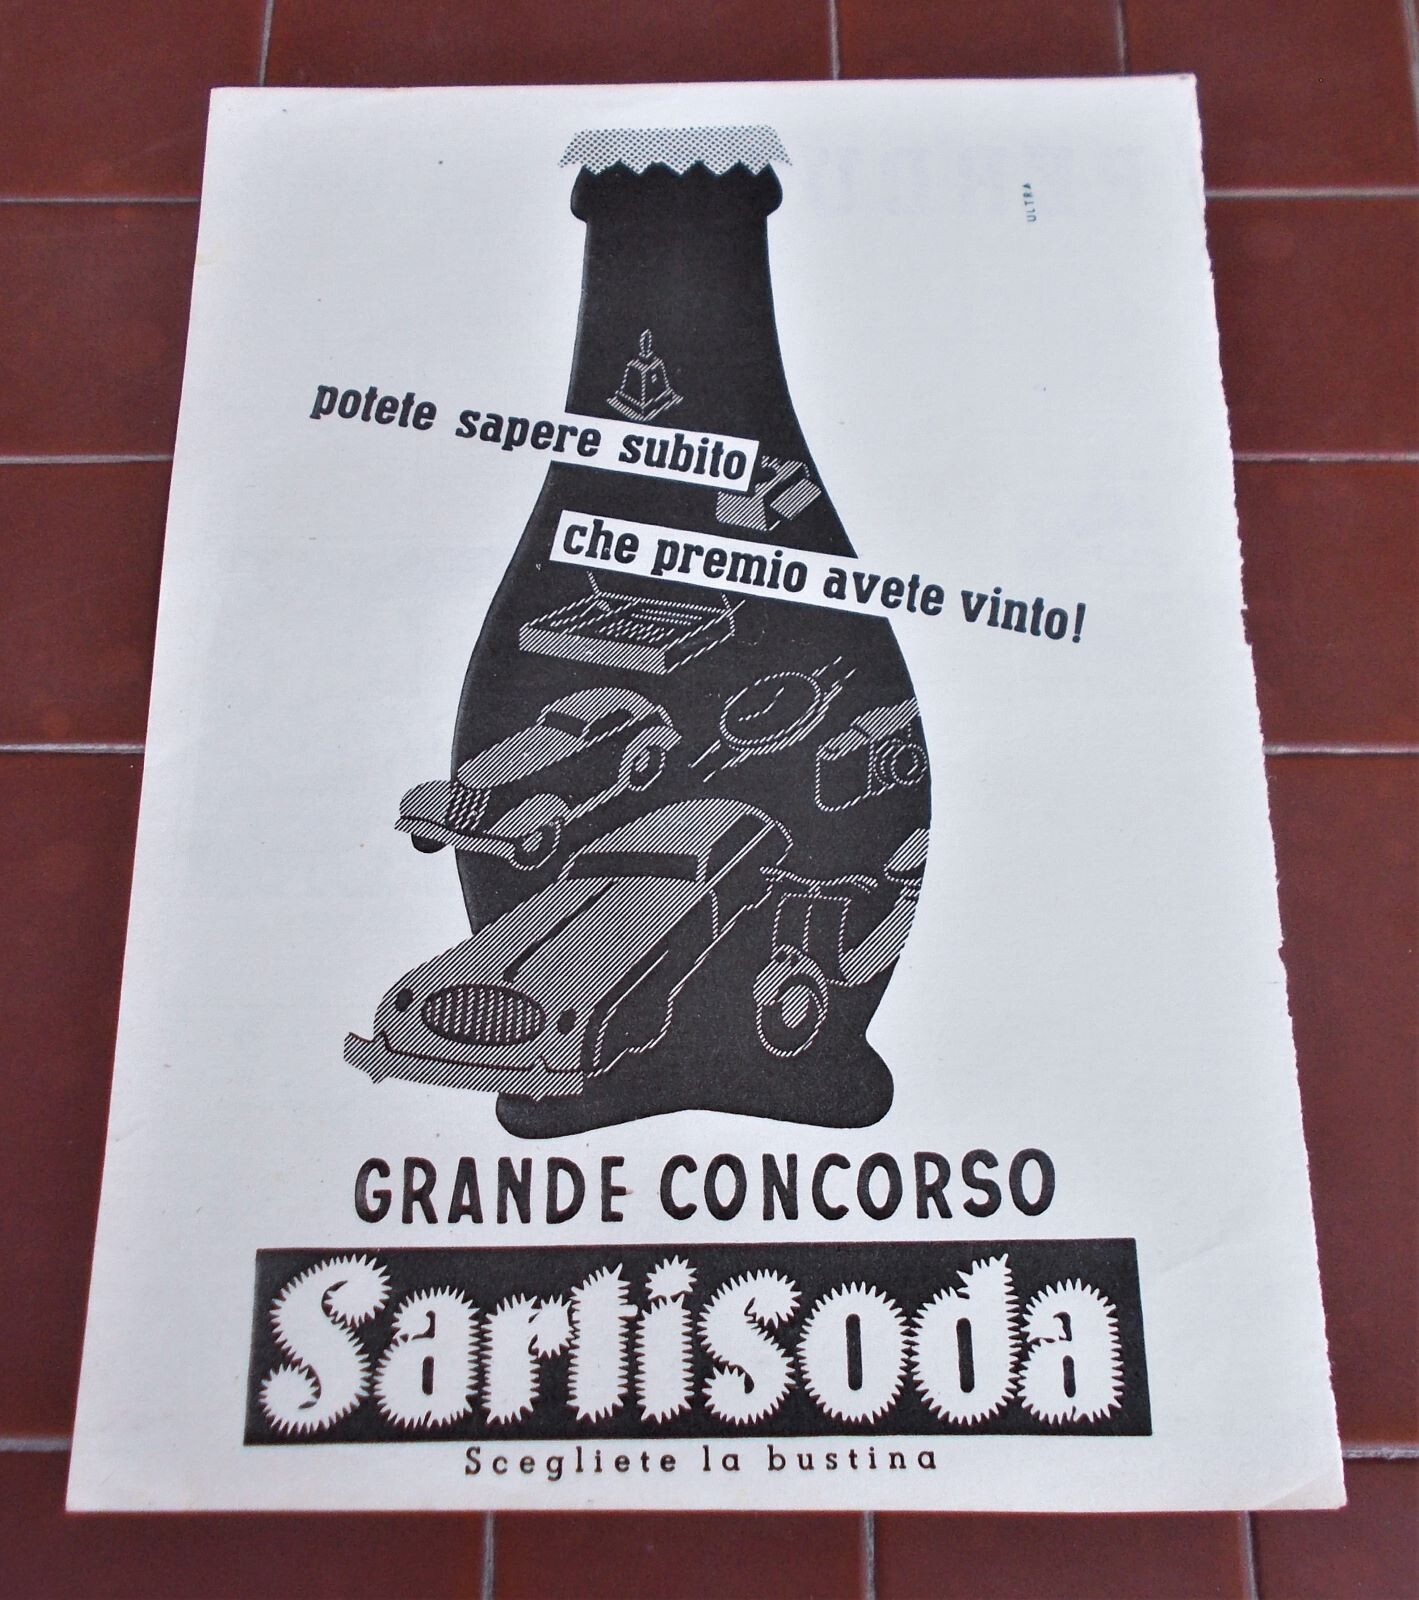 ULTRA
potete sapere subito
che premio avete vinto!
GRANDE CONCORSO
Sartisoda
Scegliete la bustina